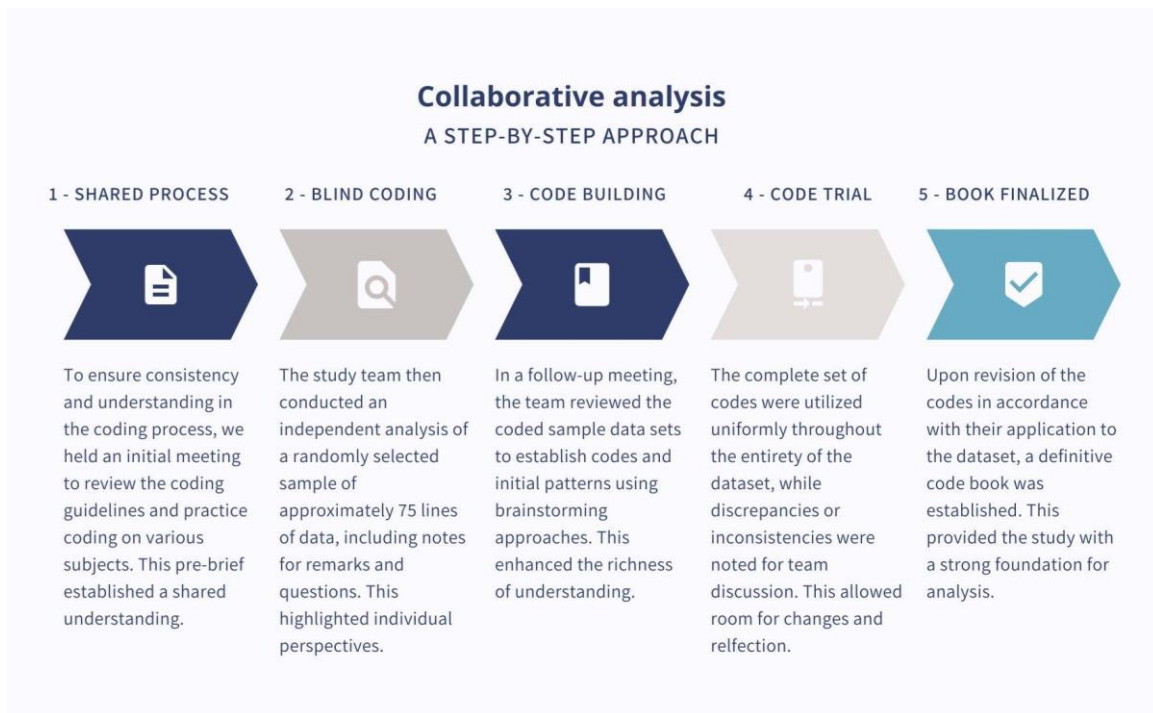 Collaborative analysis
A STEP-BY-STEP APPROACH
1 - SHARED PROCESS
To ensure consistency
and understanding in
the coding process, we
held an initial meeting
to review the coding
guidelines and practice
coding on various
subjects. This pre-brief
established a shared
understanding.
2 - BLIND CODING
The study team then
conducted an
independent analysis of
a randomly selected
sample of
approximately 75 lines
of data, including notes
for remarks and
questions. This
highlighted individual
perspectives.
3 - CODE BUILDING
In a follow-up meeting,
the team reviewed the
coded sample data sets
to establish codes and
initial patterns using
brainstorming
approaches. This
enhanced the richness
of understanding.
4 - CODE TRIAL
The complete set of
codes were utilized
uniformly throughout
the entirety of the
dataset, while
discrepancies or
inconsistencies were
noted for team
discussion. This allowed
room for changes and
relfection.
5 - BOOK FINALIZED
Upon revision of the
codes in accordance
with their application to
the dataset, a definitive
code book was
established. This
provided the study with
a strong foundation for
analysis.